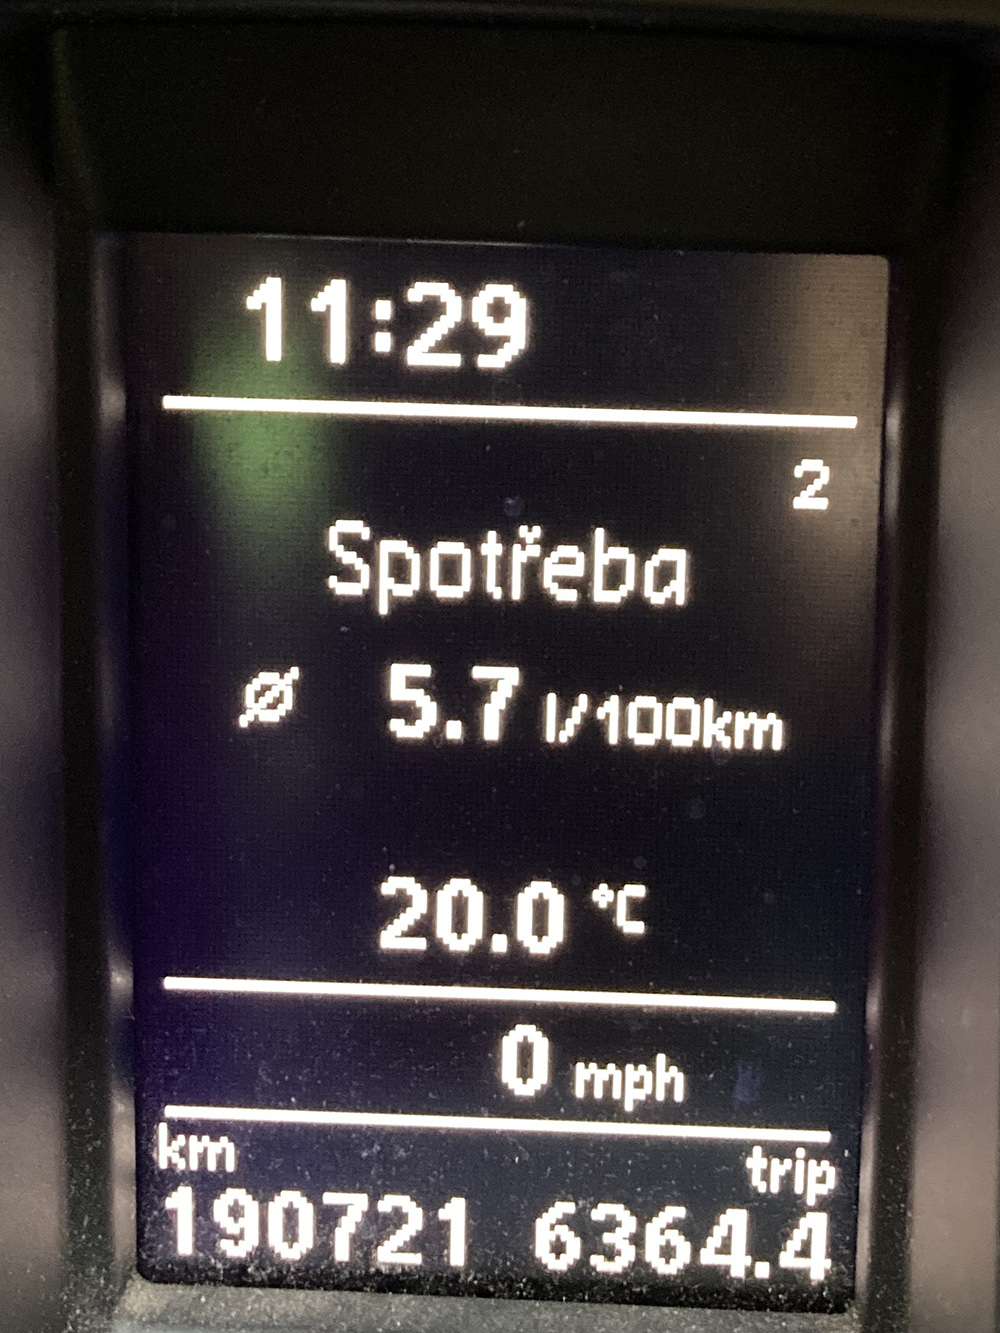 11:29
2
Spotřeba
ø 5.7 l/100km
20.0 °C
0 mph
km trip
190721 6364.4